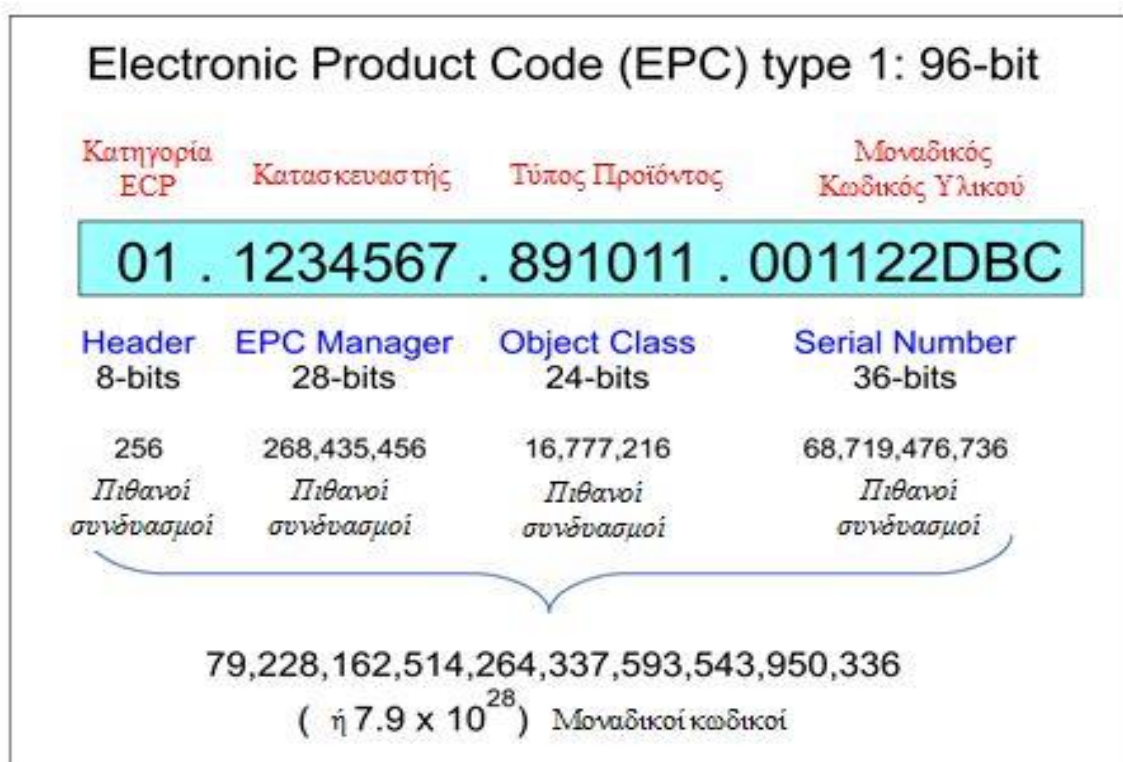 Electronic Product Code (EPC) type 1: 96-bit
Κατηγορία
ECP
Κατασκευαστής
Τύπος Προϊόντος
Μοναδικός
Κωδικός Υλικού
01 . 1234567 . 891011 . 001122DBC
Header EPC Manager Object Class Serial Number
8-bits 28-bits 24-bits 36-bits
256 268,435,456 16,777,216 68,719,476,736
Πιθανοί Πιθανοί Πιθανοί Πιθανοί
συνδυασμοί συνδυασμοί συνδυασμοί συνδυασμοί
79,228,162,514,264,337,593,543,950,336
( ή 7.9 x 10^28) Μοναδικοί κωδικοί